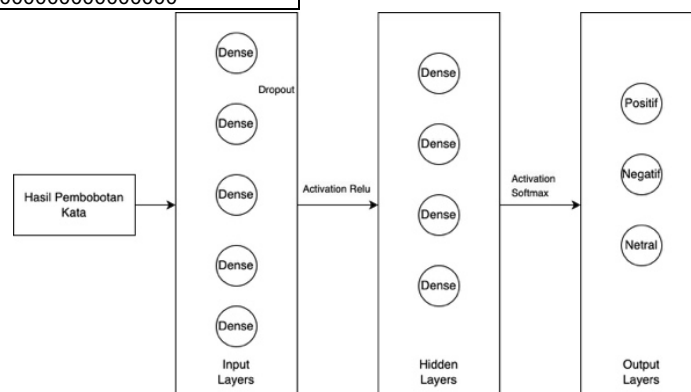 Dense
Dropout
Dense
Dense
Dense
Dense
Input
Layers
Hasil Pembobotan
Kata
Activation Relu
Dense
Dense
Dense
Dense
Hidden
Layers
Activation
Softmax
Positif
Negatif
Netral
Output
Layers